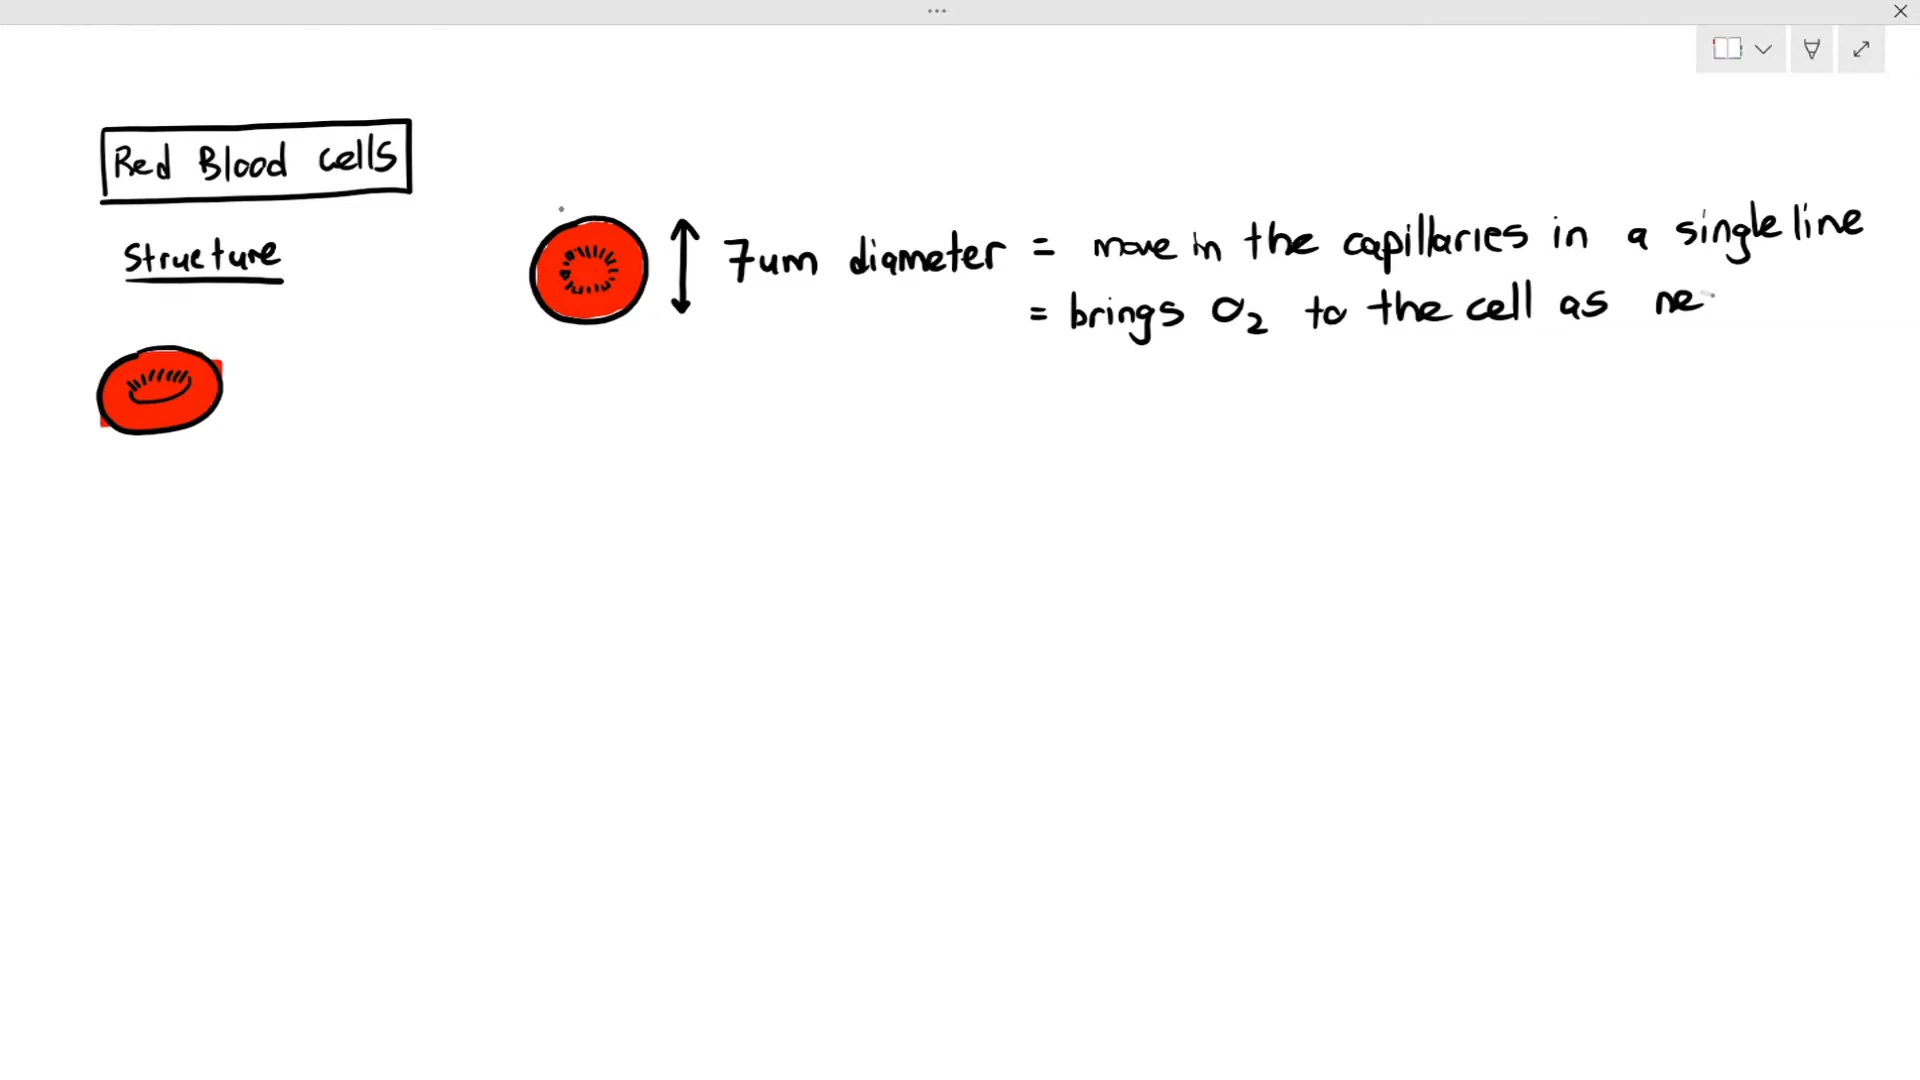 Red Blood cells
Structure
7um diameter = move in the capillaries in a single line
= brings O₂ to the cell as ne